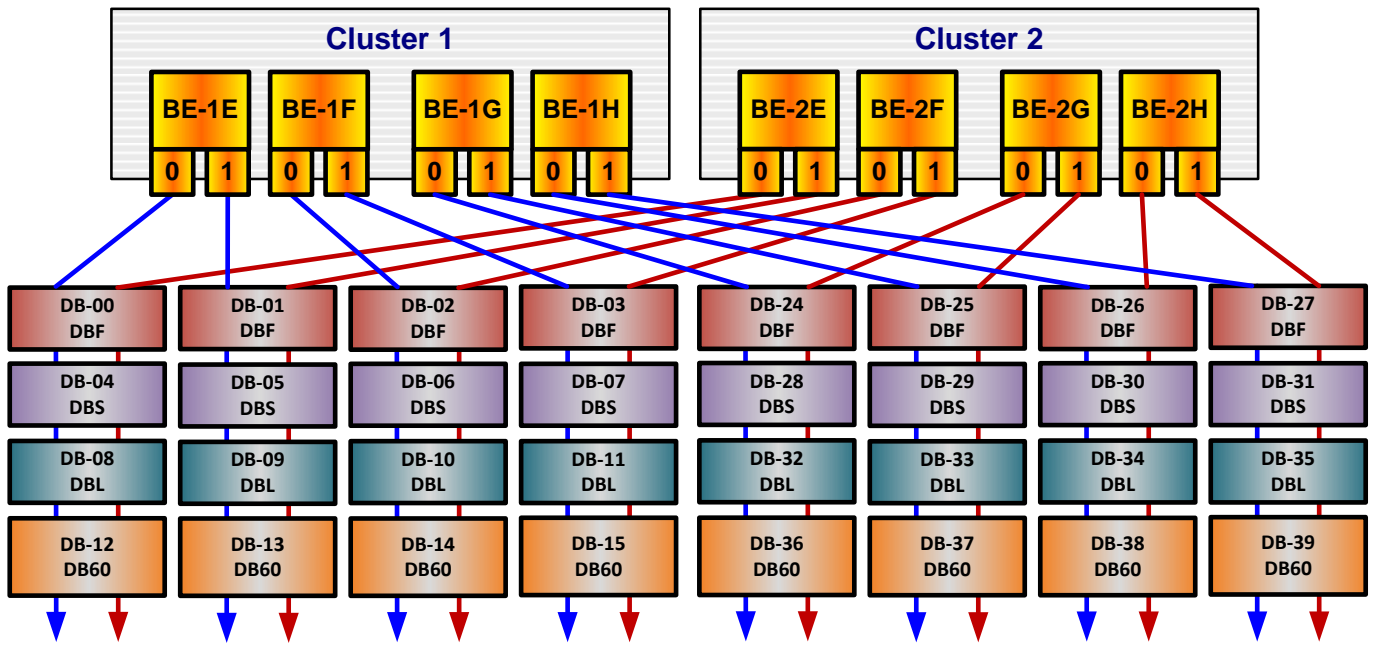 Cluster 1
Cluster 2
BE-1E
BE-1F
BE-1G
BE-1H
BE-2E
BE-2F
BE-2G
BE-2H
0
1
0
1
0
1
0
1
0
1
0
1
0
1
0
1
DB-00
DBF
DB-01
DBF
DB-02
DBF
DB-03
DBF
DB-24
DBF
DB-25
DBF
DB-26
DBF
DB-27
DBF
DB-04
DBS
DB-05
DBS
DB-06
DBS
DB-07
DBS
DB-28
DBS
DB-29
DBS
DB-30
DBS
DB-31
DBS
DB-08
DBL
DB-09
DBL
DB-10
DBL
DB-11
DBL
DB-32
DBL
DB-33
DBL
DB-34
DBL
DB-35
DBL
DB-12
DB60
DB-13
DB60
DB-14
DB60
DB-15
DB60
DB-36
DB60
DB-37
DB60
DB-38
DB60
DB-39
DB60